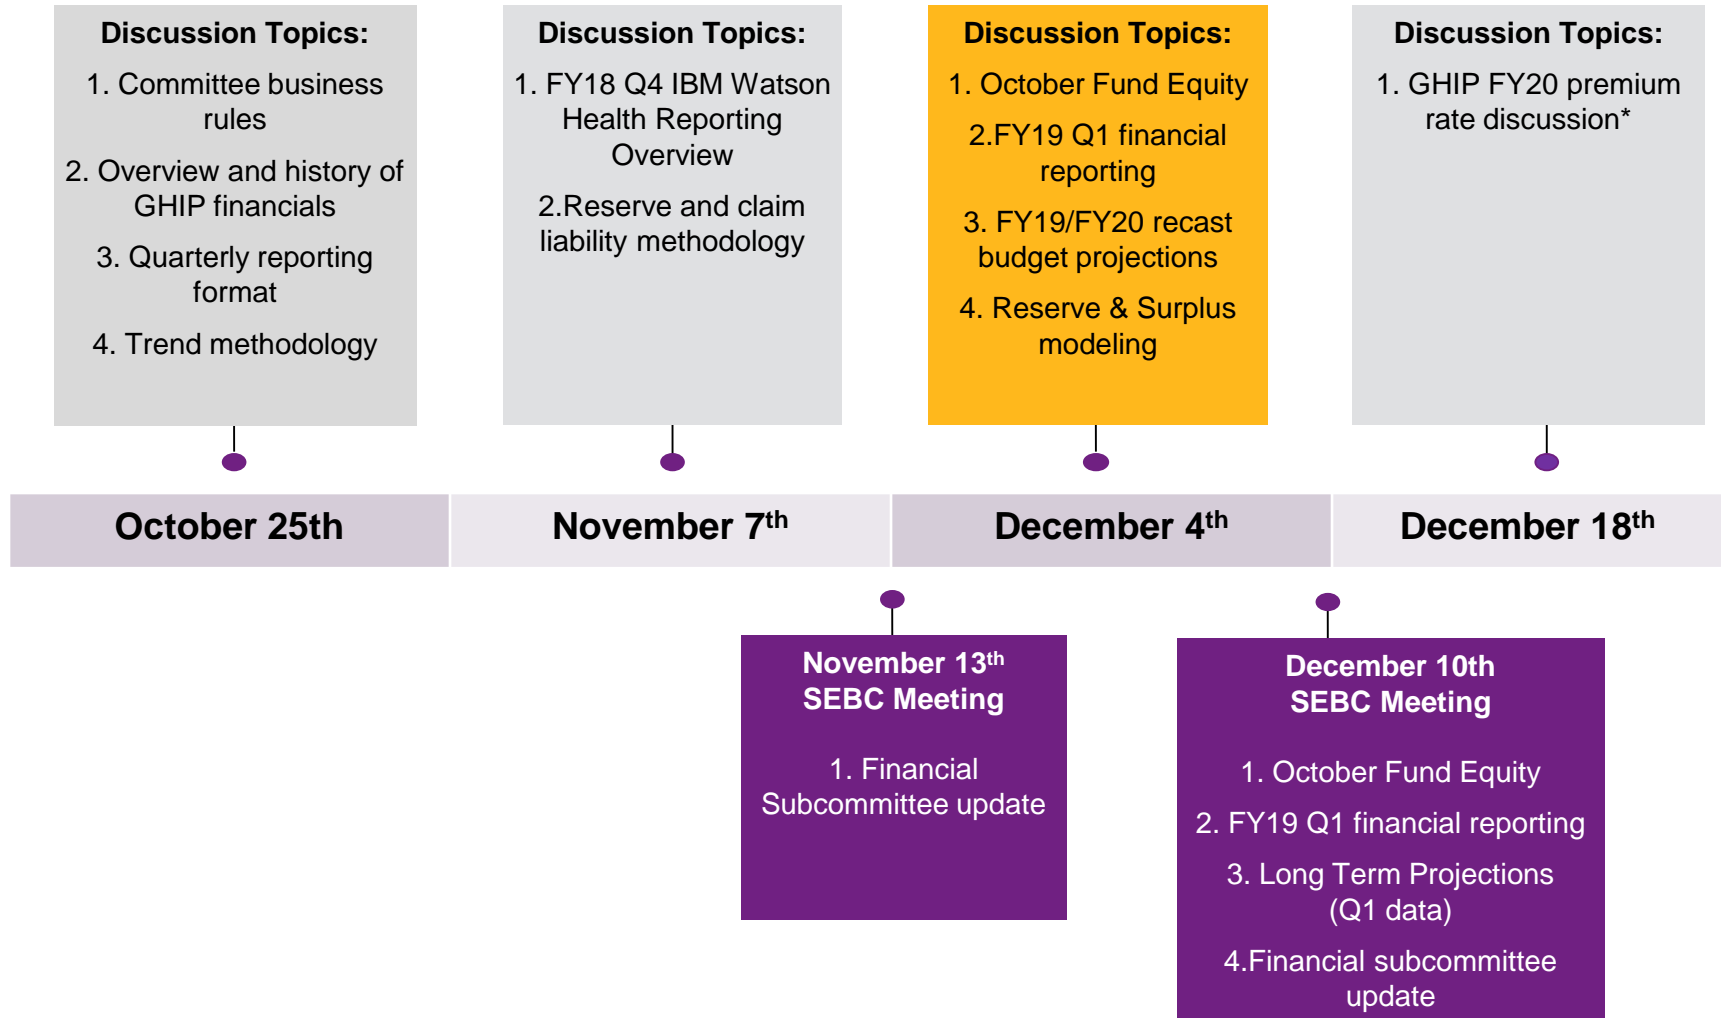 Discussion Topics:
1. Committee business
rules
2. Overview and history of
GHIP financials
3. Quarterly reporting
format
4. Trend methodology
Discussion Topics:
1. FY18 Q4 IBM Watson
Health Reporting
Overview
2.Reserve and claim
liability methodology
Discussion Topics:
1. October Fund Equity
2.FY19 Q1 financial
reporting
3. FY19/FY20 recast
budget projections
4. Reserve & Surplus
modeling
Discussion Topics:
1. GHIP FY20 premium
rate discussion*
October 25th
November 7th
December 4th
December 18th
November 13th
SEBC Meeting
1. Financial
Subcommittee update
December 10th
SEBC Meeting
1. October Fund Equity
2. FY19 Q1 financial reporting
3. Long Term Projections
(Q1 data)
4.Financial subcommittee
update